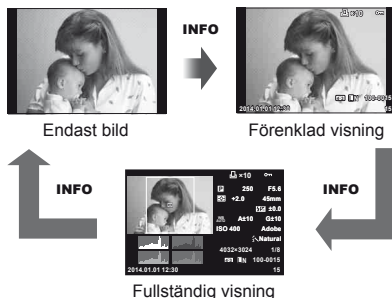 INFO
×10
2014.01.01 12:30
100-0015
15
Endast bild
Förenklad visning
INFO
INFO
×10
P 250 F5.6
+2.0 45mm
±0.0
A±10 G±10
ISO 400 Adobe
Natural
4032×3024 1/8
N 100-0015
2014.01.01 12:30 15
Fullständig visning